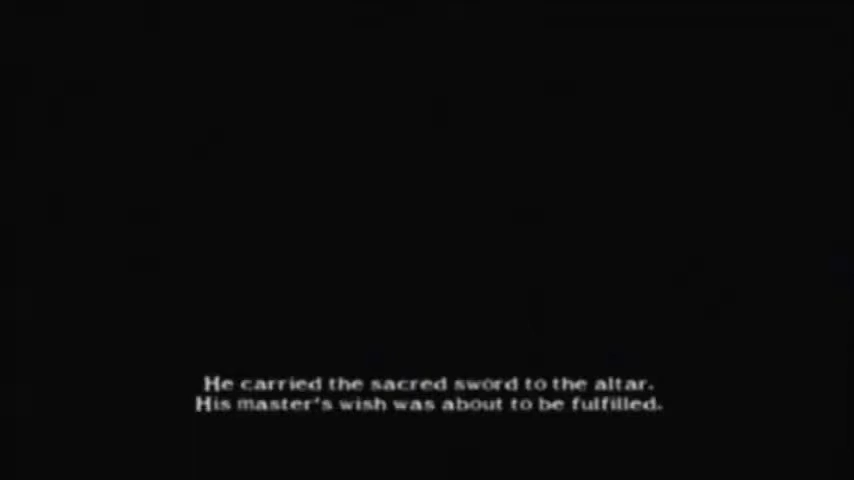 He carried the sacred sword to the altar.
His master's wish was about to be fulfilled.